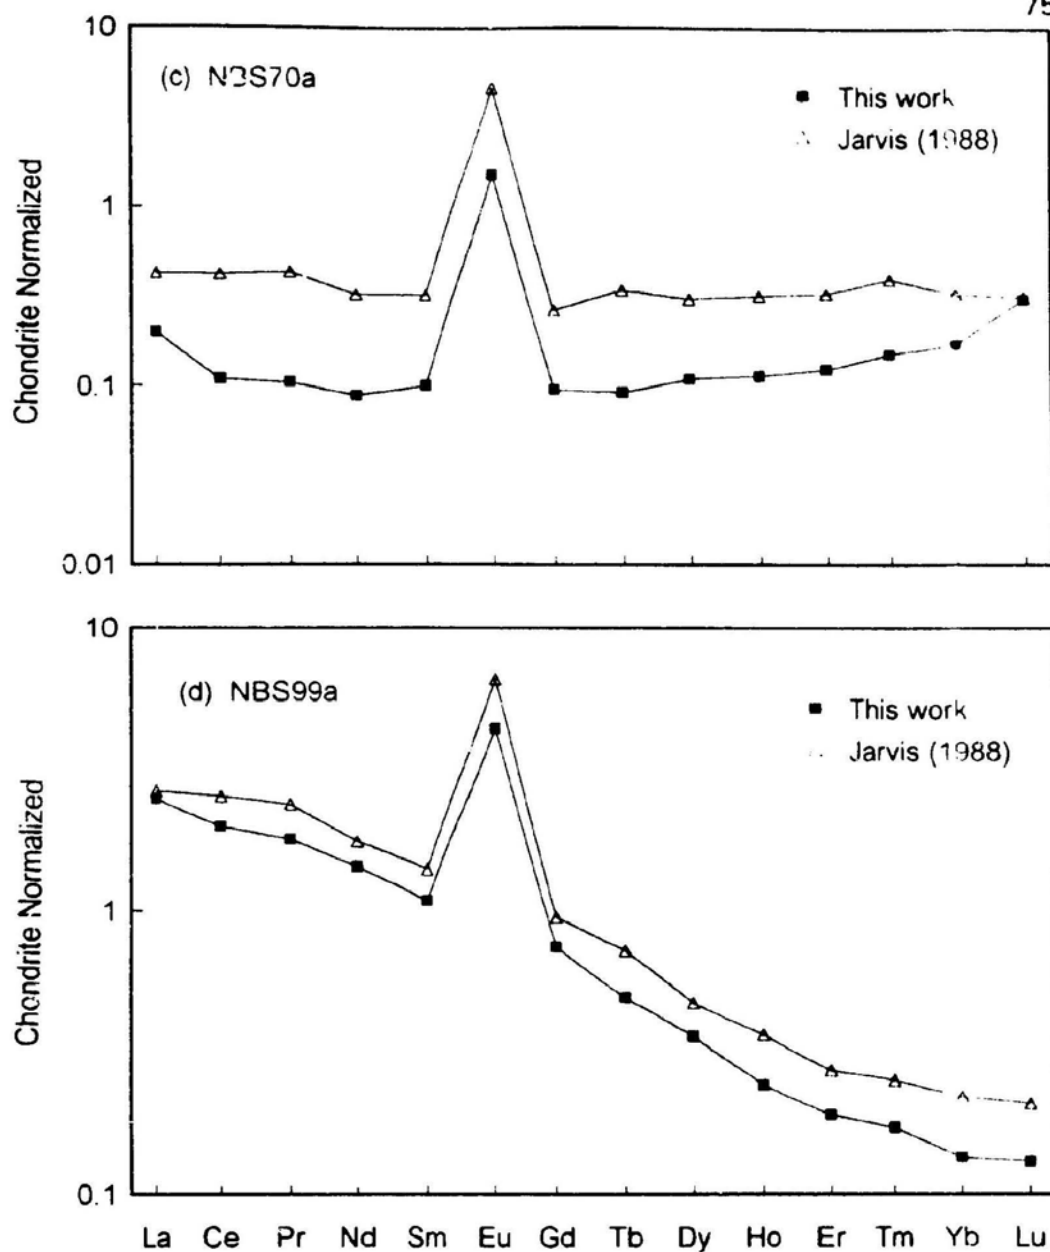 75
10
(c) NBS70a
This work
Jarvis (1988)
1
Chondrite Normalized
0.1
0.01
10
(d) NBS99a
This work
Jarvis (1988)
Chondrite Normalized
1
0.1
La Ce Pr Nd Sm Eu Gd Tb Dy Ho Er Tm Yb Lu